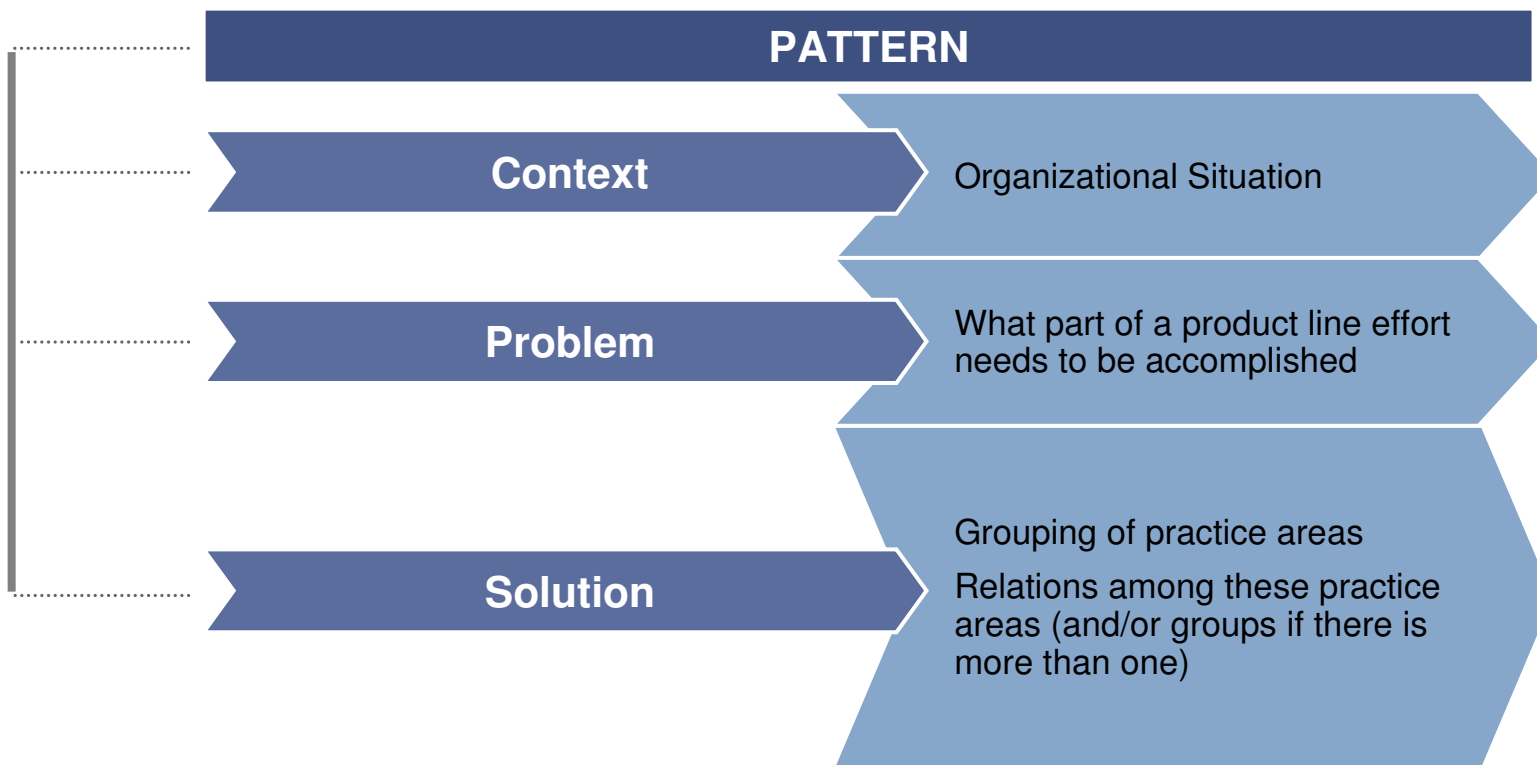 PATTERN
Context
Organizational Situation
Problem
What part of a product line effort
needs to be accomplished
Solution
Grouping of practice areas
Relations among these practice
areas (and/or groups if there is
more than one)